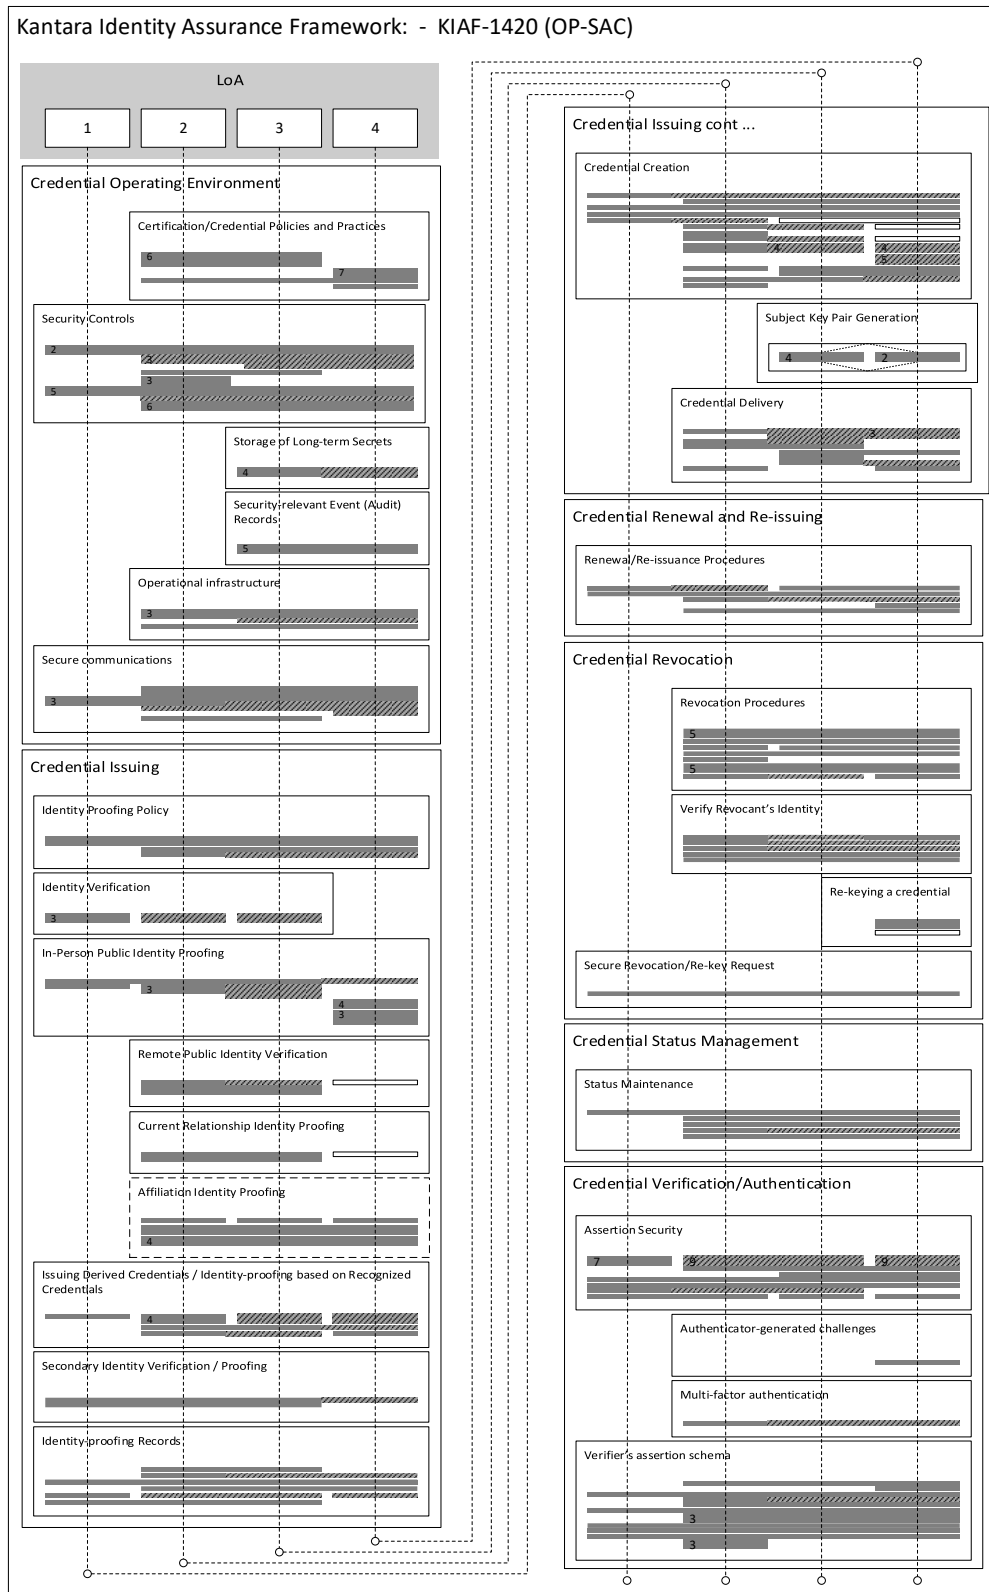 Kantara Identity Assurance Framework:  -  KIAF-1420 (OP-SAC)
LoA
1
2
3
4
Credential Operating Environment
Certification/Credential Policies and Practices
6
7
Security Controls
2
3
3
5
6
Storage of Long-term Secrets
4
Security-relevant Event (Audit)
Records
5
Operational infrastructure
3
Secure communications
3
Credential Issuing
Identity Proofing Policy
Identity Verification
3
In-Person Public Identity Proofing
3
4
3
Remote Public Identity Verification
Current Relationship Identity Proofing
Affiliation Identity Proofing
4
Issuing Derived Credentials / Identity-proofing based on Recognized
Credentials
4
Secondary Identity Verification / Proofing
Identity-proofing Records
Credential Issuing cont ...
Credential Creation
4
4
5
Subject Key Pair Generation
4
2
Credential Delivery
3
Credential Renewal and Re-issuing
Renewal/Re-issuance Procedures
Credential Revocation
Revocation Procedures
5
5
Verify Revocant's Identity
Re-keying a credential
Secure Revocation/Re-key Request
Credential Status Management
Status Maintenance
Credential Verification/Authentication
Assertion Security
7
9
9
Authenticator-generated challenges
Multi-factor authentication
Verifier's assertion schema
3
3